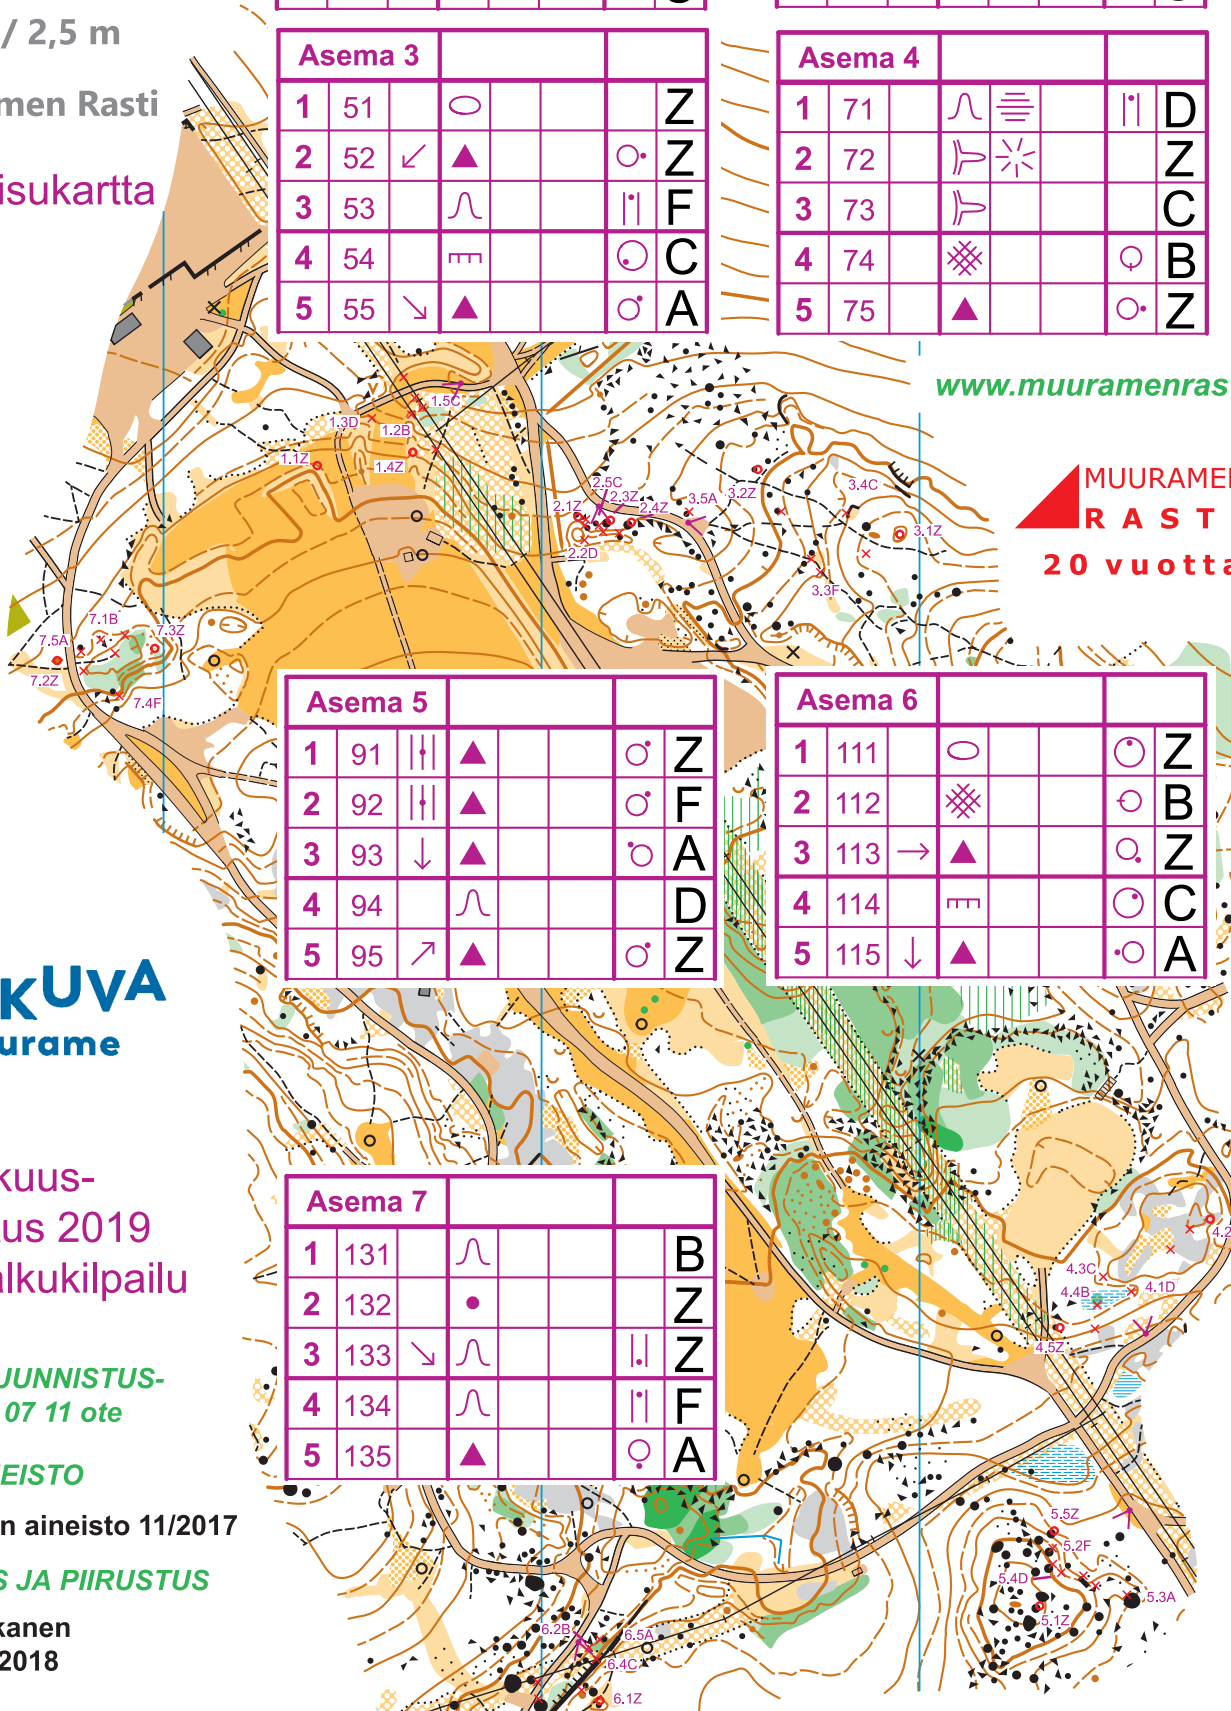 / 2,5 m
men Rasti
isukartta
Asema 3
1 51 Z
2 52 Z
3 53 F
4 54 C
5 55 A
Asema 4
1 71 D
2 72 Z
3 73 C
4 74 B
5 75 Z
www.muuramenras
MUURAME
RAST
20 vuotta
1.5C
1.3D
1.2B
1.1Z
1.4Z
2.5C
2.3Z
2.1Z
2.4Z
2.2D
3.5A
3.2Z
3.4C
3.1Z
3.3F
7.1B
7.3Z
7.5A
7.2Z
7.4F
Asema 5
1 91 Z
2 92 F
3 93 A
4 94 D
5 95 Z
Asema 6
1 111 Z
2 112 B
3 113 Z
4 114 C
5 115 A
KUVA
urame
kuus-
us 2019
alkukilpailu
Asema 7
1 131 B
2 132 Z
3 133 Z
4 134 F
5 135 A
4.2
4.3C
4.4B
4.1D
4.5Z
UUNNISTUS-
07 11 ote
EISTO
n aineisto 11/2017
S JA PIIRUSTUS
kanen
2018
5.5Z
5.2F
5.4D
5.3A
5.1Z
6.2B
6.5A
6.4C
6.1Z